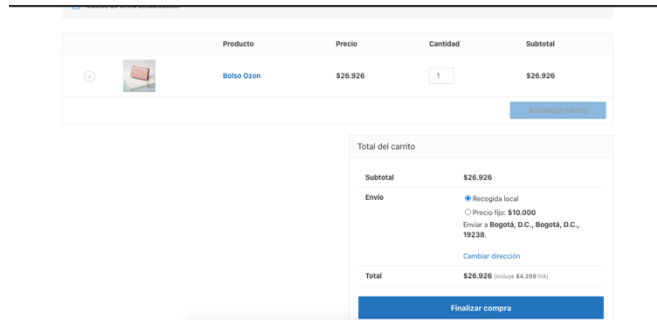 Producto Precio Cantidad Subtotal
Bolso Ozon $26.926 1 $26.926
Actualizar carrito
Total del carrito
Subtotal $26.926
Envío Recogida local
Precio fijo: $10.000
Enviar a Bogotá, D.C., Bogotá, D.C.,
19238.
Cambiar dirección
Total $26.926 (incluye $4.299 IVA)
Finalizar compra